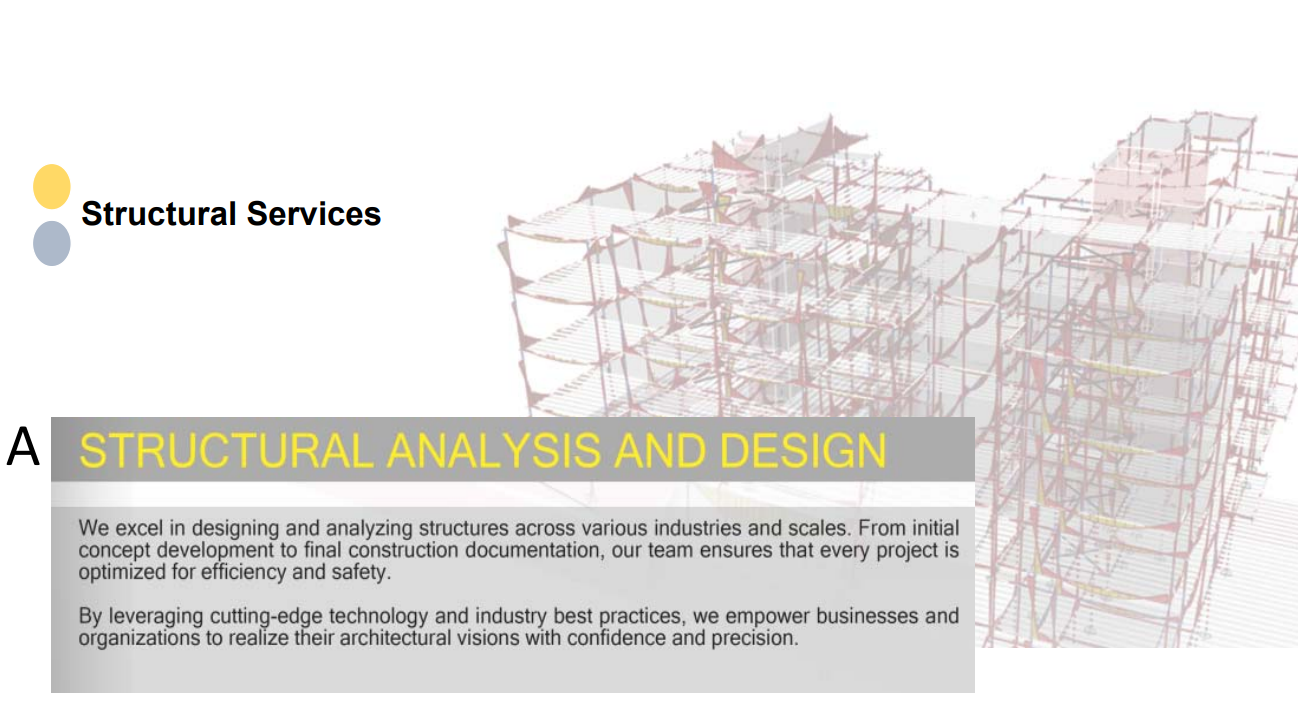 Structural Services
A
STRUCTURAL ANALYSIS AND DESIGN
We excel in designing and analyzing structures across various industries and scales. From initial
concept development to final construction documentation, our team ensures that every project is
optimized for efficiency and safety.
By leveraging cutting-edge technology and industry best practices, we empower businesses and
organizations to realize their architectural visions with confidence and precision.